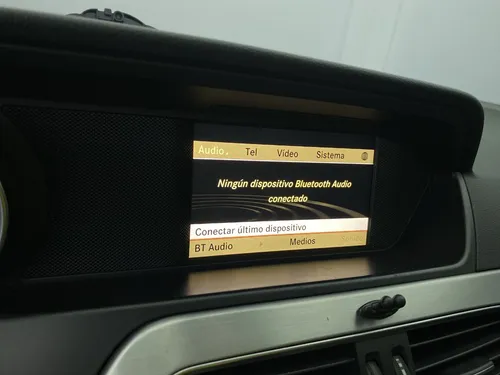 Audio. Tel Video Sistema
Ningún dispositivo Bluetooth Audio
conectado
Conectar último dispositivo
BT Audio Medios